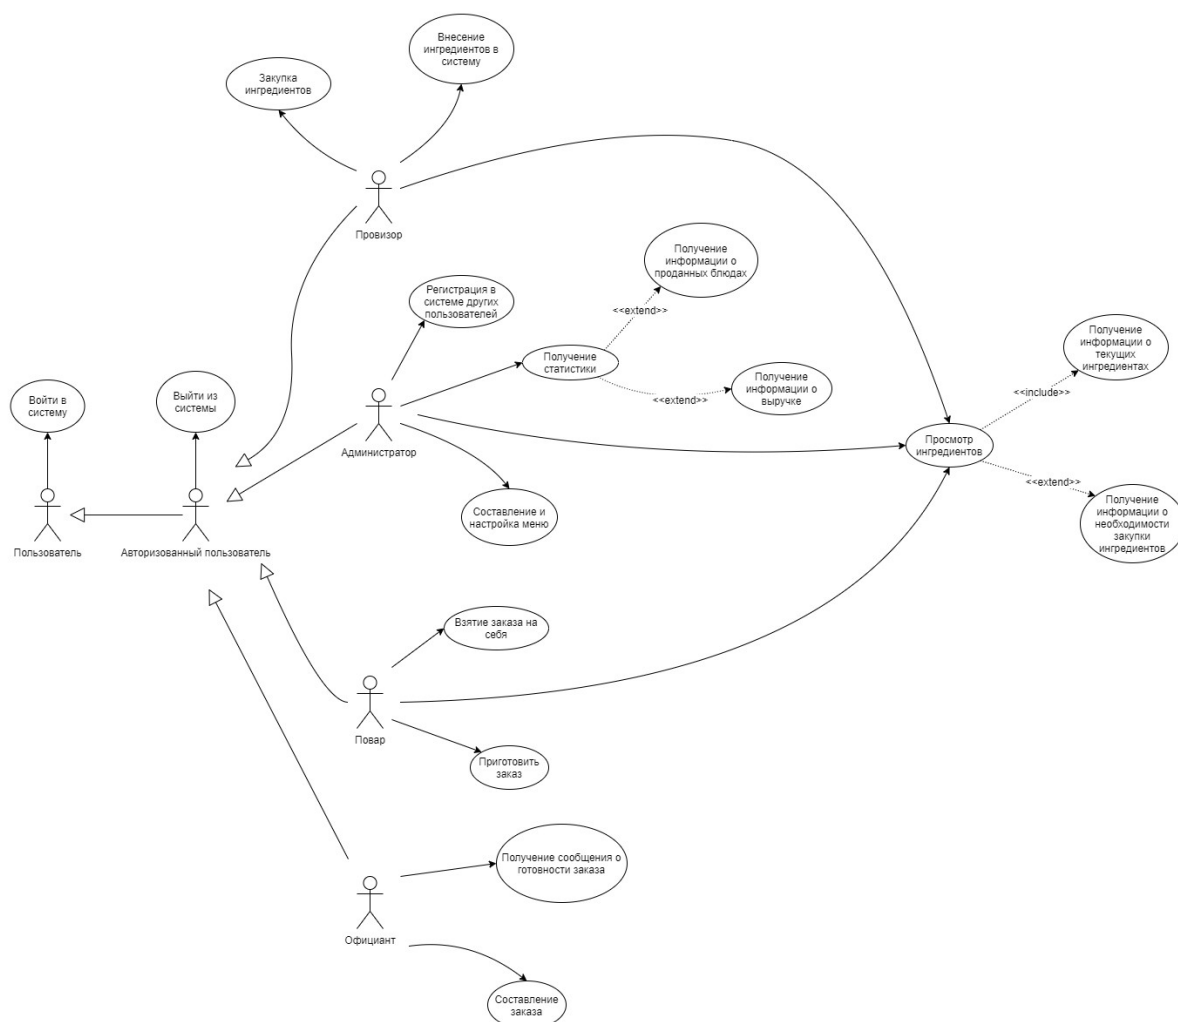 Внесение
ингредиентов в
систему
Закупка
ингредиентов
Провизор
Получение
информации о
проданных блюдах
Регистрация в
системе других
пользователей
<<extend>>
Получение
статистики
Получение
информации о
выручке
<<extend>>
Получение
информации о
текущих
ингредиентах
<<include>>
Войти в
систему
Выйти из
системы
Администратор
Просмотр
ингредиентов
<<extend>>
Составление и
настройка меню
Получение
информации о
необходимости
закупки
ингредиентов
Пользователь
Авторизованный пользователь
Взятие заказа на
себя
Повар
Приготовить
заказ
Получение сообщения о
готовности заказа
Официант
Составление
заказа